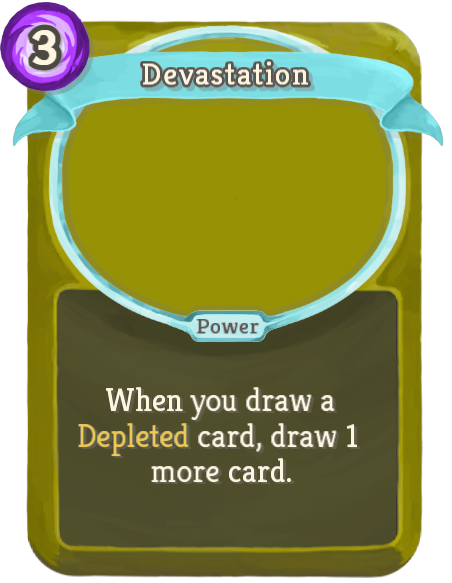 3
Devastation
Power
When you draw a
Depleted card, draw 1
more card.